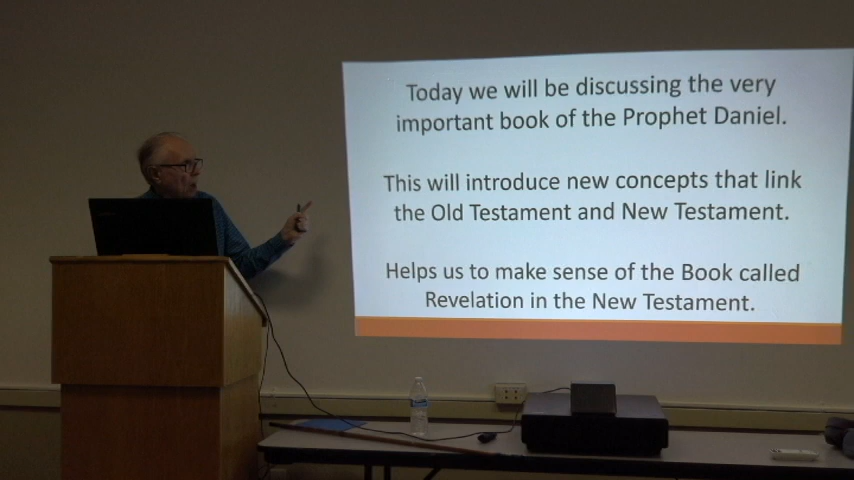 Today we will be discussing the very
important book of the Prophet Daniel.
This will introduce new concepts that link
the Old Testament and New Testament.
Helps us to make sense of the Book called
Revelation in the New Testament.